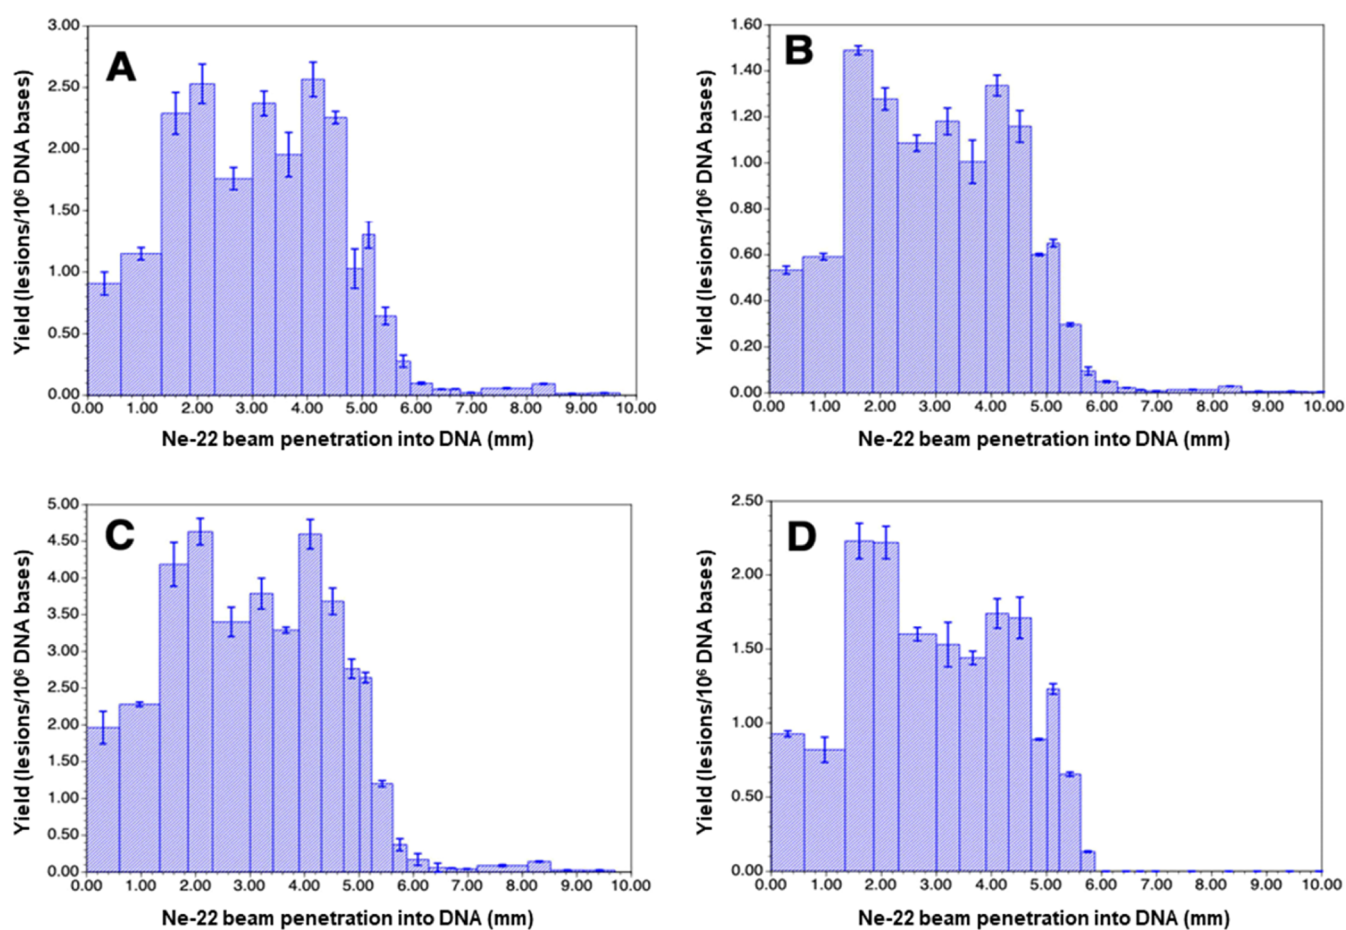 A
Yield (lesions/10⁶ DNA bases)
3.00
2.50
2.00
1.50
1.00
0.50
0.00
0.00 1.00 2.00 3.00 4.00 5.00 6.00 7.00 8.00 9.00 10.00
Ne-22 beam penetration into DNA (mm)
B
Yield (lesions/10⁶ DNA bases)
1.60
1.40
1.20
1.00
0.80
0.60
0.40
0.20
0.00
0.00 1.00 2.00 3.00 4.00 5.00 6.00 7.00 8.00 9.00 10.00
Ne-22 beam penetration into DNA (mm)
C
Yield (lesions/10⁶ DNA bases)
5.00
4.50
4.00
3.50
3.00
2.50
2.00
1.50
1.00
0.50
0.00
0.00 1.00 2.00 3.00 4.00 5.00 6.00 7.00 8.00 9.00 10.00
Ne-22 beam penetration into DNA (mm)
D
Yield (lesions/10⁶ DNA bases)
2.50
2.00
1.50
1.00
0.50
0.00
0.00 1.00 2.00 3.00 4.00 5.00 6.00 7.00 8.00 9.00 10.00
Ne-22 beam penetration into DNA (mm)